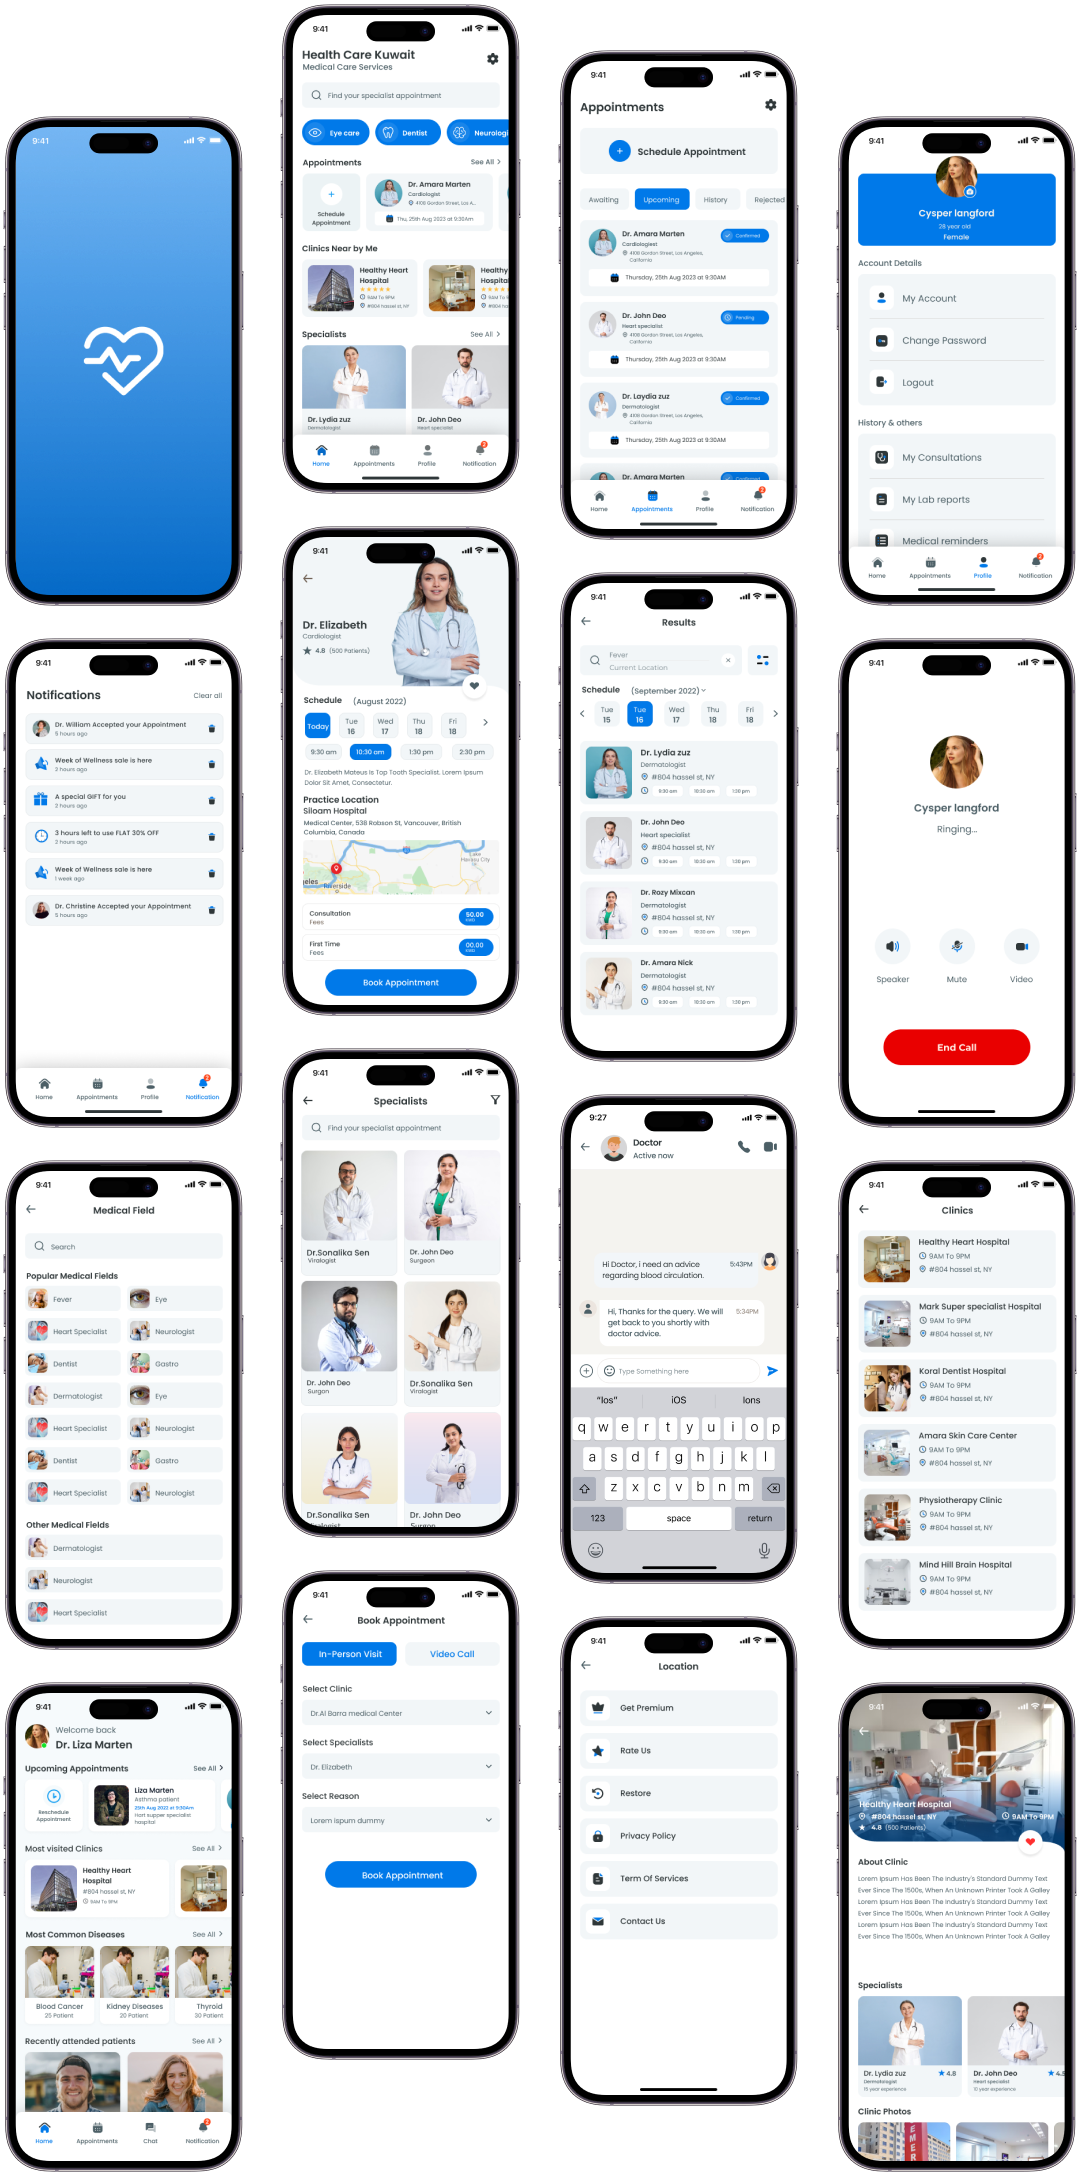 9:41
9:41
Health Care Kuwait
Medical Care Services
Find your specialist appointment
Eye care
Dentist
Neurologi
Appointments
See All >
Schedule
Appointment
Dr. Amara Marten
Cardiologist
4108 Gordon Street, Los A...
Thu, 25th Aug 2023 at 9:30Am
Clinics Near by Me
Healthy Heart
Hospital
9AM To 9PM
#804 hassel st, NY
Healthy
Hospita
9AM To
#804 ha
Specialists
See All >
Dr. Lydia zuz
Dermatologist
Dr. John Deo
Heart specialist
Home
Appointments
Profile
Notification
2
9:41
Appointments
Schedule Appointment
Awaiting
Upcoming
History
Rejected
Dr. Amara Marten
Cardiologiest
4108 Gordon Street, Los Angeles,
California
Confirmed
Thursday, 25th Aug 2023 at 9:30AM
Dr. John Deo
Heart specialist
4108 Gordon Street, Los Angeles,
California
Pending
Thursday, 25th Aug 2023 at 9:30AM
Dr. Laydia zuz
Dermatologist
4108 Gordon Street, Los Angeles,
California
Confirmed
Thursday, 25th Aug 2023 at 9:30AM
Dr. Amara Marten
Confirmed
Home
Appointments
Profile
Notification
2
9:41
Cysper langford
28 year old
Female
Account Details
My Account
Change Password
Logout
History & others
My Consultations
My Lab reports
Medical reminders
Home
Appointments
Profile
Notification
2
9:41
Notifications
Clear all
Dr. William Accepted your Appointment
5 hours ago
Week of Wellness sale is here
2 hours ago
A special GIFT for you
2 hours ago
3 hours left to use FLAT 30% OFF
2 hours ago
Week of Wellness sale is here
1 week ago
Dr. Christine Accepted your Appointment
5 hours ago
Home
Appointments
Profile
Notification
2
9:41
Dr. Elizabeth
Cardiologist
4.8 (500 Patients)
Schedule (August 2022)
Today
Tue
16
Wed
17
Thu
18
Fri
18
9:30 am
10:30 am
1:30 pm
2:30 pm
Dr. Elizabeth Mateus Is Top Tooth Specialist. Lorem Ipsum
Dolor Sit Amet, Consectetur.
Practice Location
Siloam Hospital
Medical Center, 538 Robson St, Vancouver, British
Columbia, Canada
Lake
Havasu City
geles
Riverside
Consultation
Fees
50.00
First Time
Fees
00.00
Book Appointment
9:41
Results
Fever
Current Location
Schedule (September 2022)
Tue
15
Tue
16
Wed
17
Thu
18
Fri
18
Dr. Lydia zuz
Dermatologist
#804 hassel st, NY
9:30 am
10:30 am
1:30 pm
Dr. John Deo
Heart specialist
#804 hassel st, NY
9:30 am
10:30 am
1:30 pm
Dr. Rozy Mixcan
Dermatologist
#804 hassel st, NY
9:30 am
10:30 am
1:30 pm
Dr. Amara Nick
Dermatologist
#804 hassel st, NY
9:30 am
10:30 am
1:30 pm
9:41
Cysper langford
Ringing...
Speaker
Mute
Video
End Call
9:41
Medical Field
Search
Popular Medical Fields
Fever
Eye
Heart Specialist
Neurologist
Dentist
Gastro
Dermatologist
Eye
Heart Specialist
Neurologist
Dentist
Gastro
Heart Specialist
Neurologist
Other Medical Fields
Dermatologist
Neurologist
Heart Specialist
9:41
Specialists
Find your specialist appointment
Dr.Sonalika Sen
Virologist
Dr. John Deo
Surgeon
Dr. John Deo
Surgon
Dr.Sonalika Sen
Virologist
Dr.Sonalika Sen
Virologist
Dr. John Deo
Surgon
9:27
Doctor
Active now
Hi Doctor, i need an advice
regarding blood circulation.
5:43PM
Hi, Thanks for the query. We will
get back to you shortly with
doctor advice.
5:34PM
Type Something here
“Ios”
iOS
Ions
q w e r t y u i o p
a s d f g h j k l
z x c v b n m
123
space
return
9:41
Clinics
Healthy Heart Hospital
9AM To 9PM
#804 hassel st, NY
Mark Super specialist Hospital
9AM To 9PM
#804 hassel st, NY
Koral Dentist Hospital
9AM To 9PM
#804 hassel st, NY
Amara Skin Care Center
9AM To 9PM
#804 hassel st, NY
Physiotherapy Clinic
9AM To 9PM
#804 hassel st, NY
Mind Hill Brain Hospital
9AM To 9PM
#804 hassel st, NY
9:41
Welcome back
Dr. Liza Marten
Upcoming Appointments
See All >
Reschedule
Appointment
Liza Marten
Asthma patient
25th Aug 2023 at 9:30Am
Hart supper specialist
hospital
Most visited Clinics
See All >
Healthy Heart
Hospital
#804 hassel st, NY
9AM To 9PM
Most Common Diseases
See All >
Blood Cancer
25 Patient
Kidney Diseases
20 Patient
Thyroid
30 Patient
Recently attended patients
See All >
Home
Appointments
Chat
Notification
2
9:41
Book Appointment
In-Person Visit
Video Call
Select Clinic
Dr.Al Barra medical Center
Select Specialists
Dr. Elizabeth
Select Reason
Lorem ipsum dummy
Book Appointment
9:41
Location
Get Premium
Rate Us
Restore
Privacy Policy
Term Of Services
Contact Us
9:41
Healthy Heart Hospital
#804 hassel st, NY
9AM To 9PM
4.8 (500 Patients)
About Clinic
Lorem Ipsum Has Been The Industry's Standard Dummy Text
Ever Since The 1500s, When An Unknown Printer Took A Galley
Lorem Ipsum Has Been The Industry's Standard Dummy Text
Ever Since The 1500s, When An Unknown Printer Took A Galley
Lorem Ipsum Has Been The Industry's Standard Dummy Text
Ever Since The 1500s, When An Unknown Printer Took A Galley
Specialists
Dr. Lydia zuz
4.8
Dermatologist
15 year experience
Dr. John Deo
4.5
Heart specialist
10 year experience
Clinic Photos
EMER